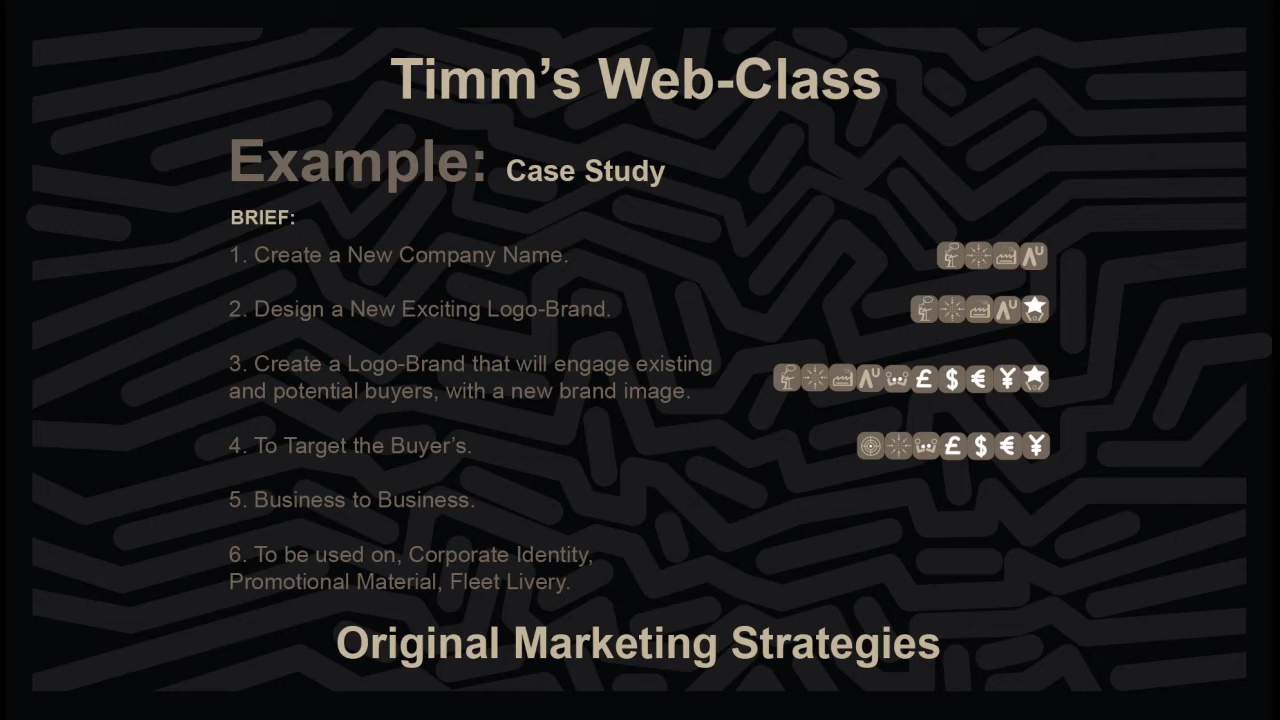 Timm’s Web-Class
Example: Case Study
BRIEF:
1. Create a New Company Name.
2. Design a New Exciting Logo-Brand.
3. Create a Logo-Brand that will engage existing
and potential buyers, with a new brand image.
£ $ € ¥
4. To Target the Buyer’s.
£ $ € ¥
5. Business to Business.
6. To be used on, Corporate Identity,
Promotional Material, Fleet Livery.
Original Marketing Strategies